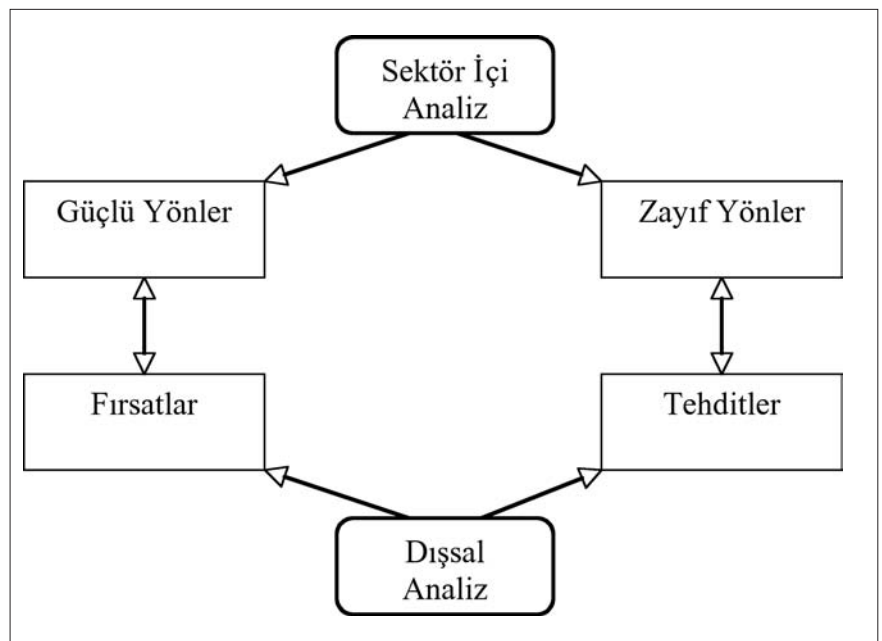 Sektör İçi
Analiz
Güçlü Yönler
Zayıf Yönler
Fırsatlar
Tehditler
Dışsal
Analiz